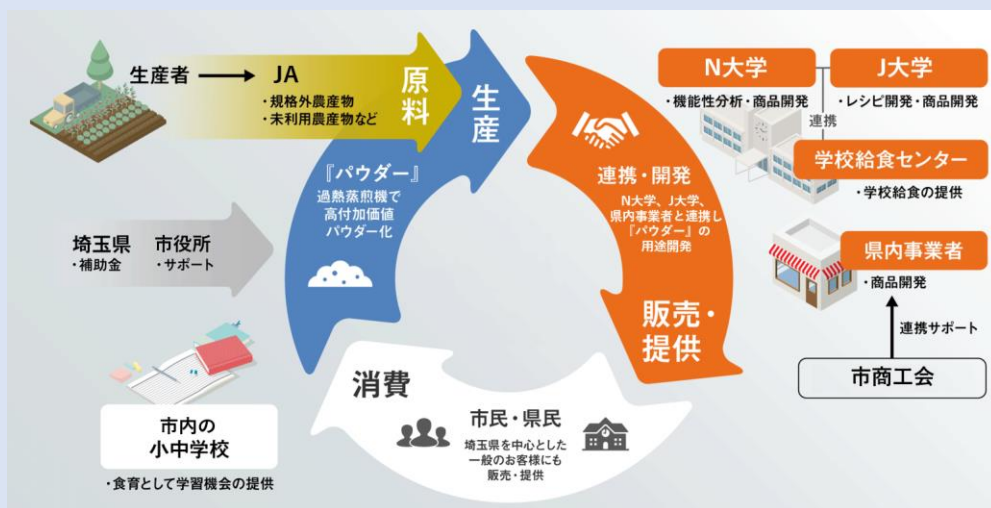 生産者
JA
・規格外農産物
・未利用農産物など
原料
生産
『パウダー』
過熱蒸煎機で
高付加価値
パウダー化
埼玉県
・補助金
市役所
・サポート
連携・開発
N大学、J大学、
県内事業者と連携し
『パウダー』の
用途開発
販売・
提供
N大学
・機能性分析・商品開発
J大学
・レシピ開発・商品開発
連携
学校給食センター
・学校給食の提供
県内事業者
・商品開発
連携サポート
市商工会
消費
市民・県民
埼玉県を中心とした
一般のお客様にも
販売・提供
市内の
小中学校
・食育として学習機会の提供